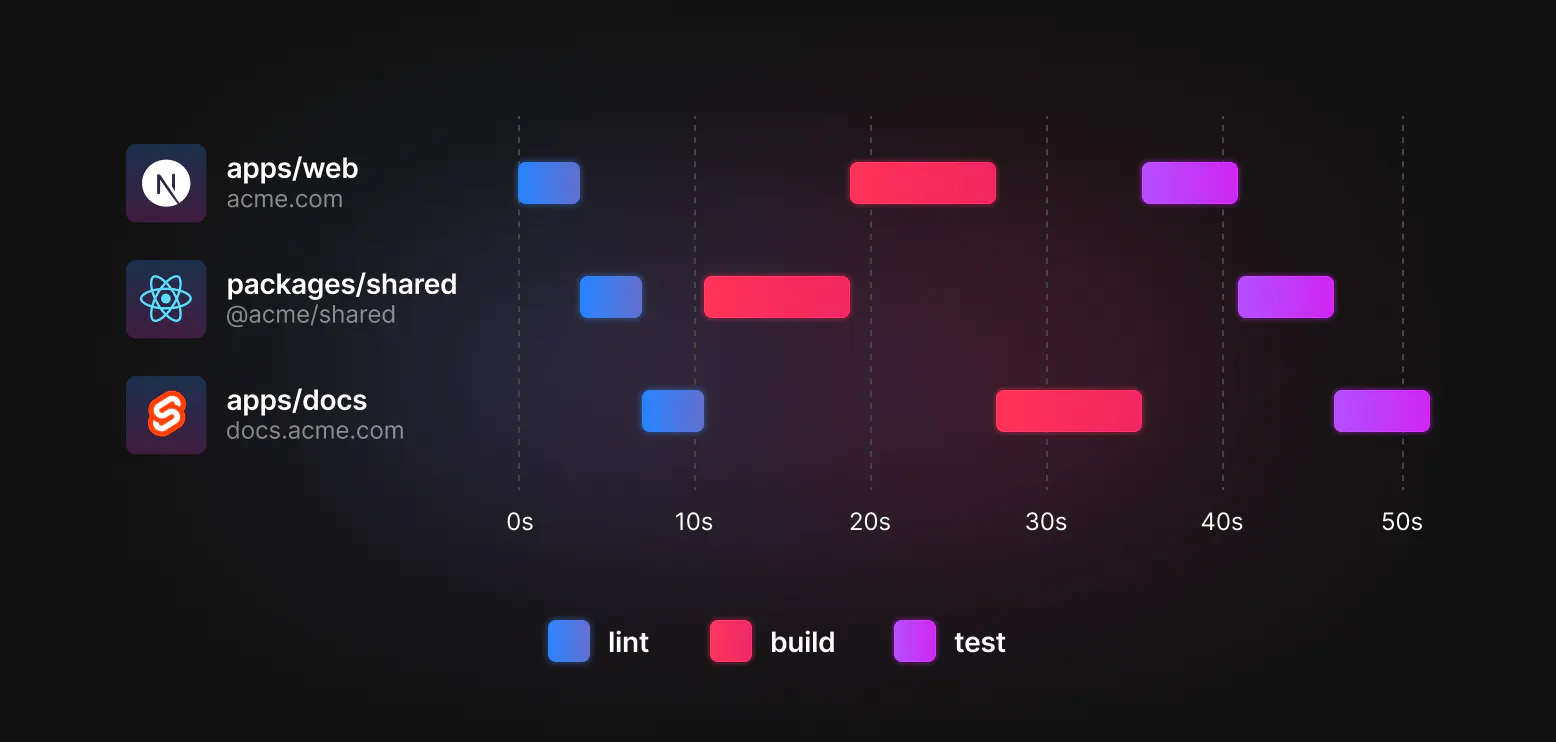 apps/web
acme.com
packages/shared
@acme/shared
apps/docs
docs.acme.com
0s 10s 20s 30s 40s 50s
lint build test